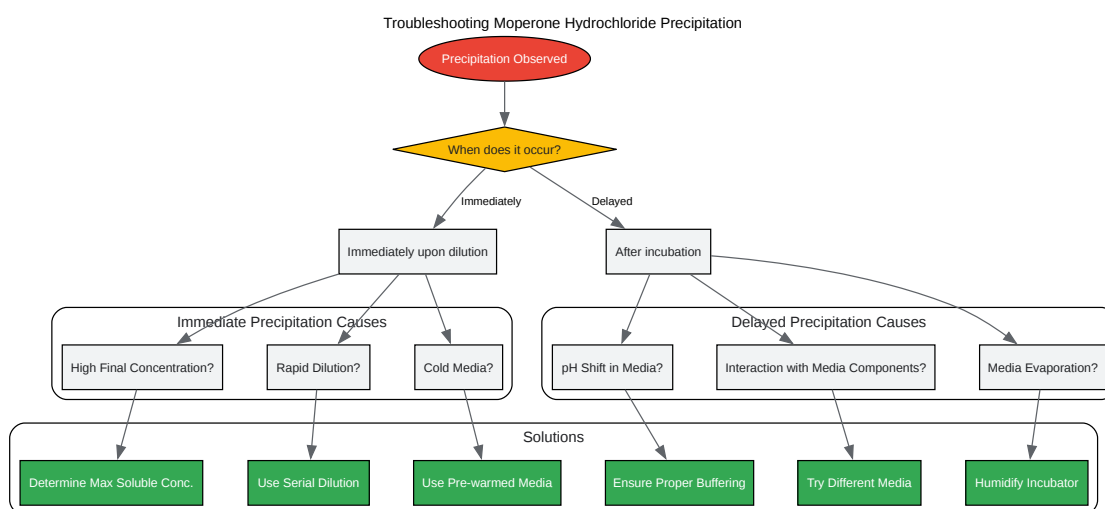 Troubleshooting Moperone Hydrochloride Precipitation
Precipitation Observed
When does it occur?
Immediately
Delayed
Immediately upon dilution
After incubation
Immediate Precipitation Causes
Delayed Precipitation Causes
High Final Concentration?
Rapid Dilution?
Cold Media?
pH Shift in Media?
Interaction with Media Components?
Media Evaporation?
Solutions
Determine Max Soluble Conc.
Use Serial Dilution
Use Pre-warmed Media
Ensure Proper Buffering
Try Different Media
Humidify Incubator